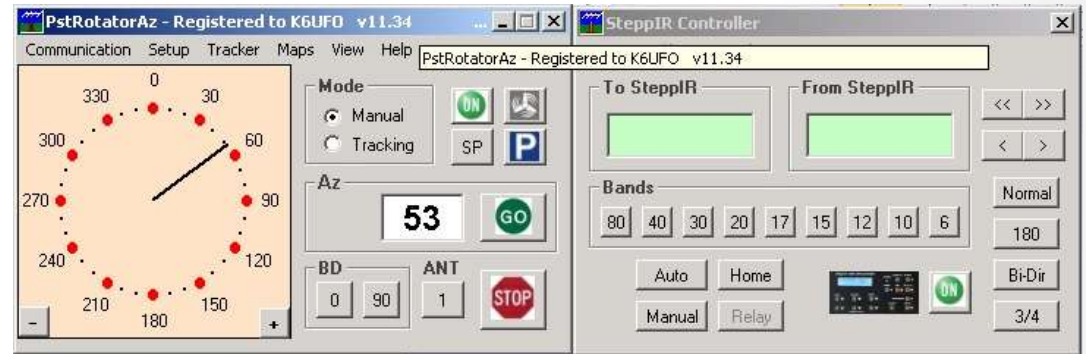 PstRotatorAz - Registered to K6UFO v11.34 ...
Communication Setup Tracker Maps View Help
PstRotatorAz - Registered to K6UFO v11.34
0
330 30
300 60
270 90
240 120
210 150
180
- +
Mode
Manual
Tracking
ON
SP P
Az
53 GO
BD ANT
0 90 1 STOP
SteppIR Controller
To SteppIR From SteppIR
<< >>
< >
Bands
80 40 30 20 17 15 12 10 6
Normal
180
Auto Home
Manual Relay
ON
Bi-Dir
3/4